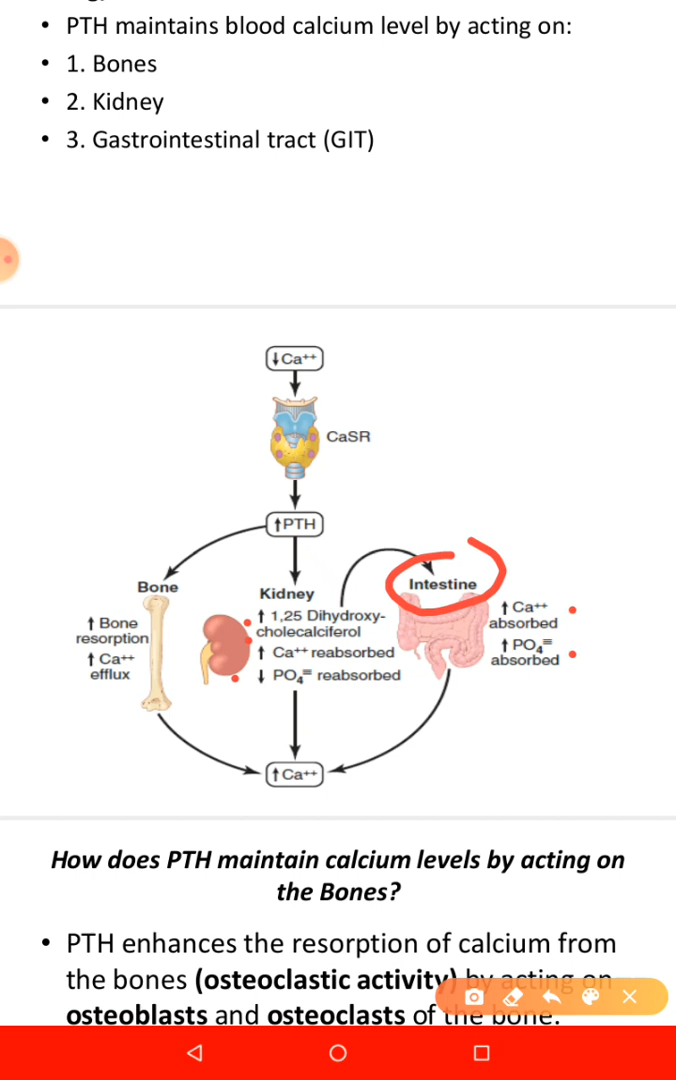 • PTH maintains blood calcium level by acting on:
• 1. Bones
• 2. Kidney
• 3. Gastrointestinal tract (GIT)
↓Ca++
CaSR
↑PTH
Bone
↑ Bone
resorption
↑ Ca++
efflux
Kidney
↑ 1,25 Dihydroxy-
cholecalciferol
↑ Ca++ reabsorbed
↓ PO4≡ reabsorbed
Intestine
↑ Ca++
absorbed
↑ PO4≡
absorbed
↑Ca++
How does PTH maintain calcium levels by acting on
the Bones?
• PTH enhances the resorption of calcium from
the bones (osteoclastic activity) by acting on
osteoblasts and osteoclasts of the bone.